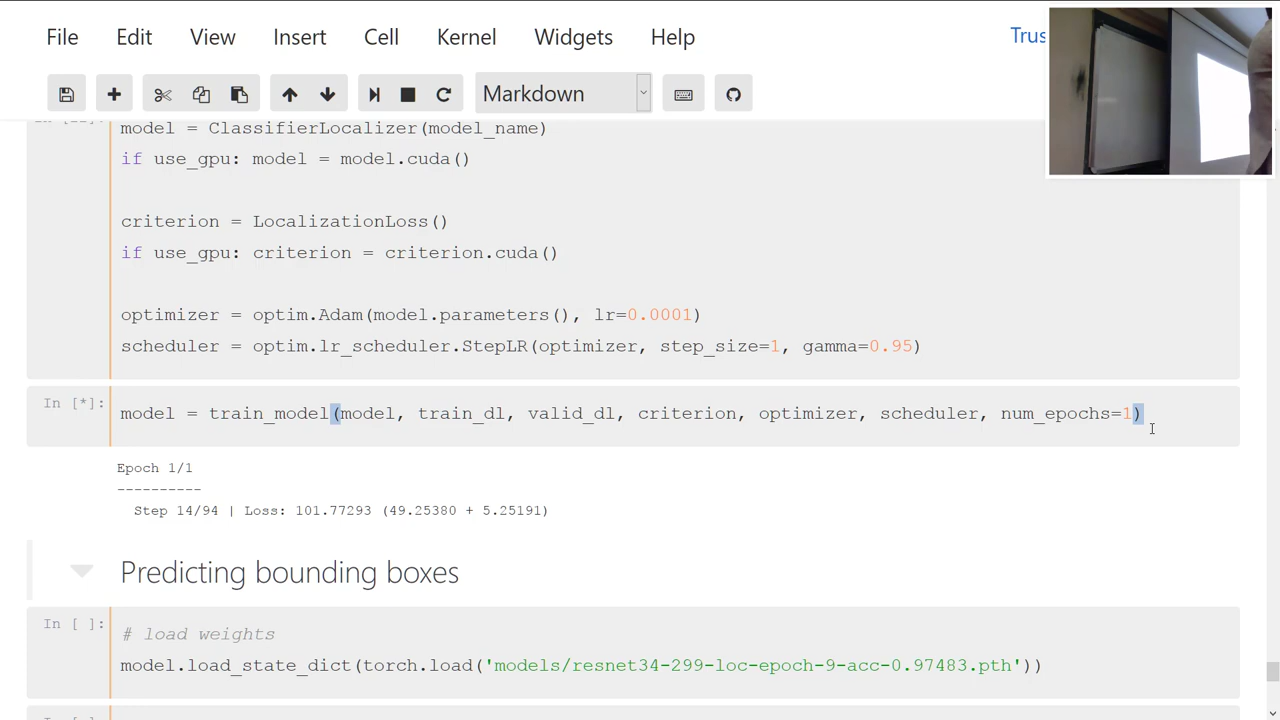 File Edit View Insert Cell Kernel Widgets Help Trus
Markdown
model = ClassifierLocalizer(model_name)
if use_gpu: model = model.cuda()
criterion = LocalizationLoss()
if use_gpu: criterion = criterion.cuda()
optimizer = optim.Adam(model.parameters(), lr=0.0001)
scheduler = optim.lr_scheduler.StepLR(optimizer, step_size=1, gamma=0.95)
In [*]: model = train_model(model, train_dl, valid_dl, criterion, optimizer, scheduler, num_epochs=1)
Epoch 1/1
----------
Step 14/94 | Loss: 101.77293 (49.25380 + 5.25191)
Predicting bounding boxes
In [ ]: # load weights
model.load_state_dict(torch.load('models/resnet34-299-loc-epoch-9-acc-0.97483.pth'))